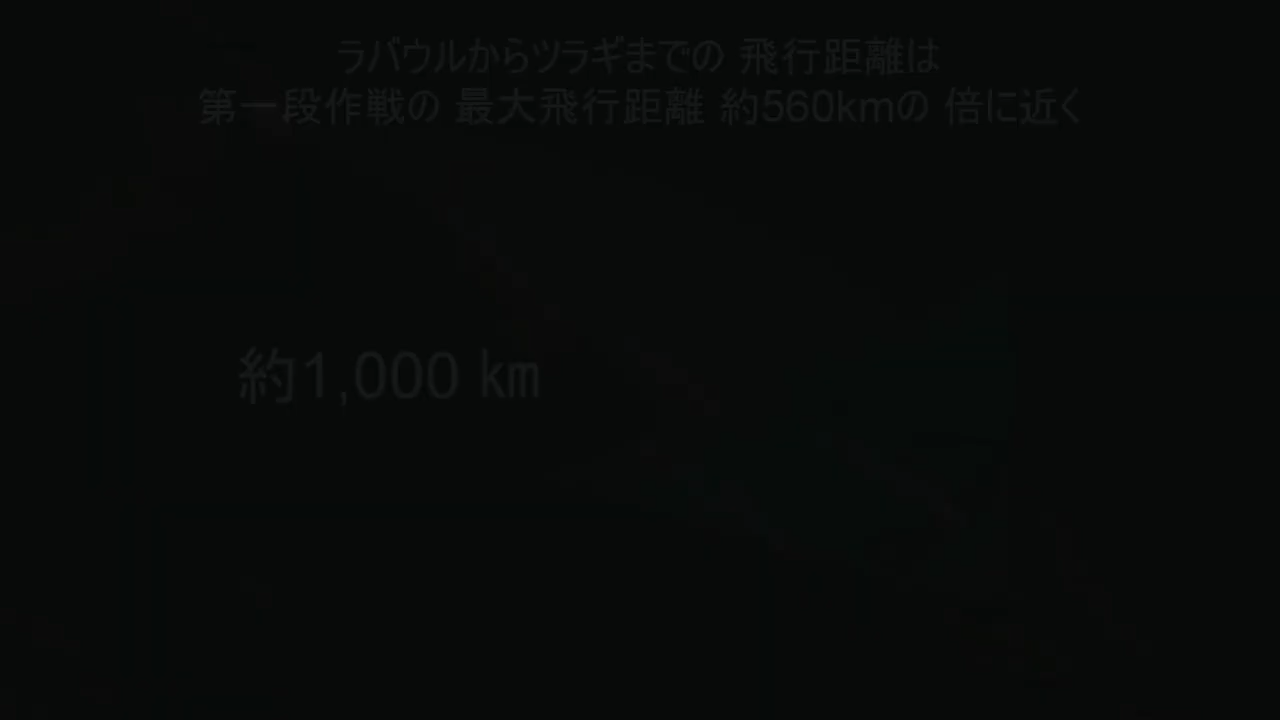 ラバウルからツラギまでの 飛行距離は
第一段作戦の 最大飛行距離 約560kmの 倍に近く
約1,000 km